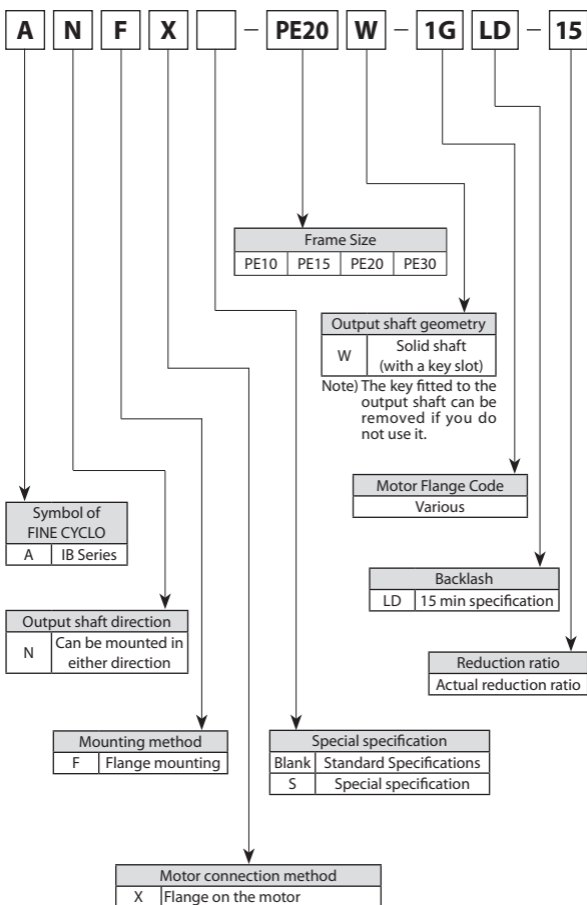 A N F X - PE20 W - 1G LD - 15
Frame Size
PE10 PE15 PE20 PE30
Output shaft geometry
W Solid shaft
(with a key slot)
Note) The key fitted to the
output shaft can be
removed if you do
not use it.
Motor Flange Code
Various
Symbol of
FINE CYCLO
A IB Series
Backlash
LD 15 min specification
Output shaft direction
N Can be mounted in
either direction
Reduction ratio
Actual reduction ratio
Mounting method
F Flange mounting
Special specification
Blank Standard Specifications
S Special specification
Motor connection method
X Flange on the motor